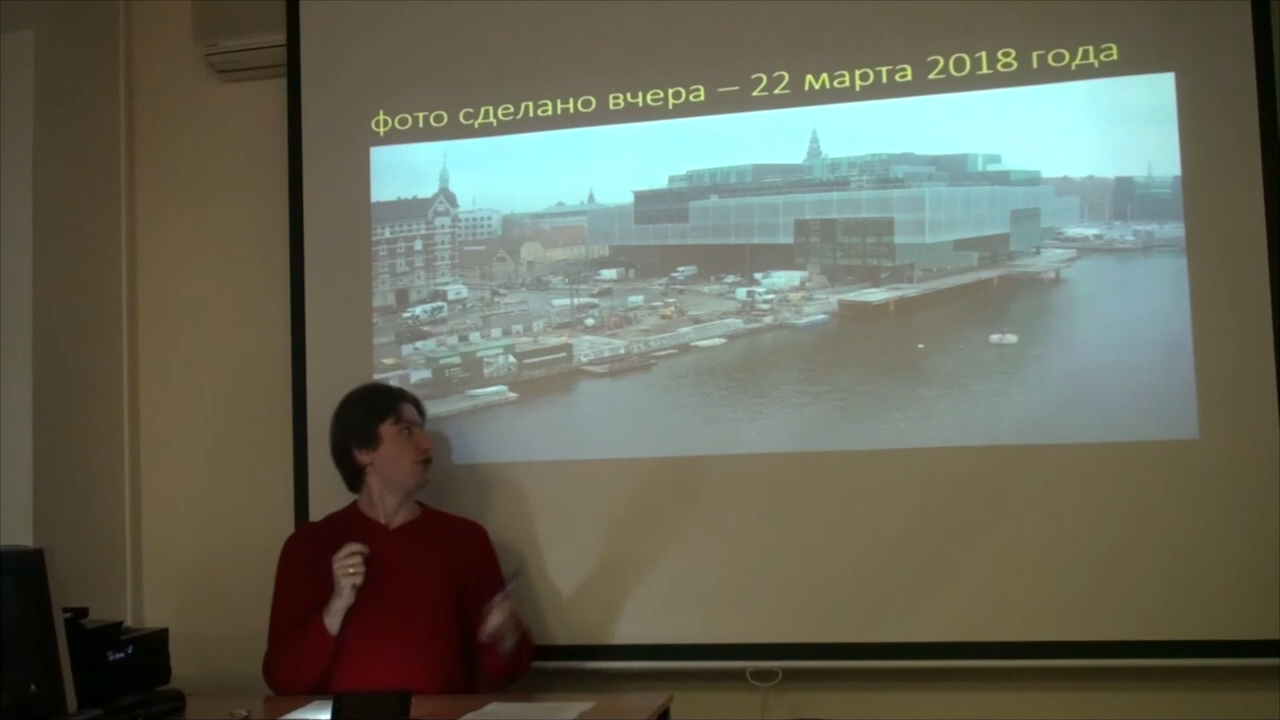 фото сделано вчера – 22 марта 2018 года